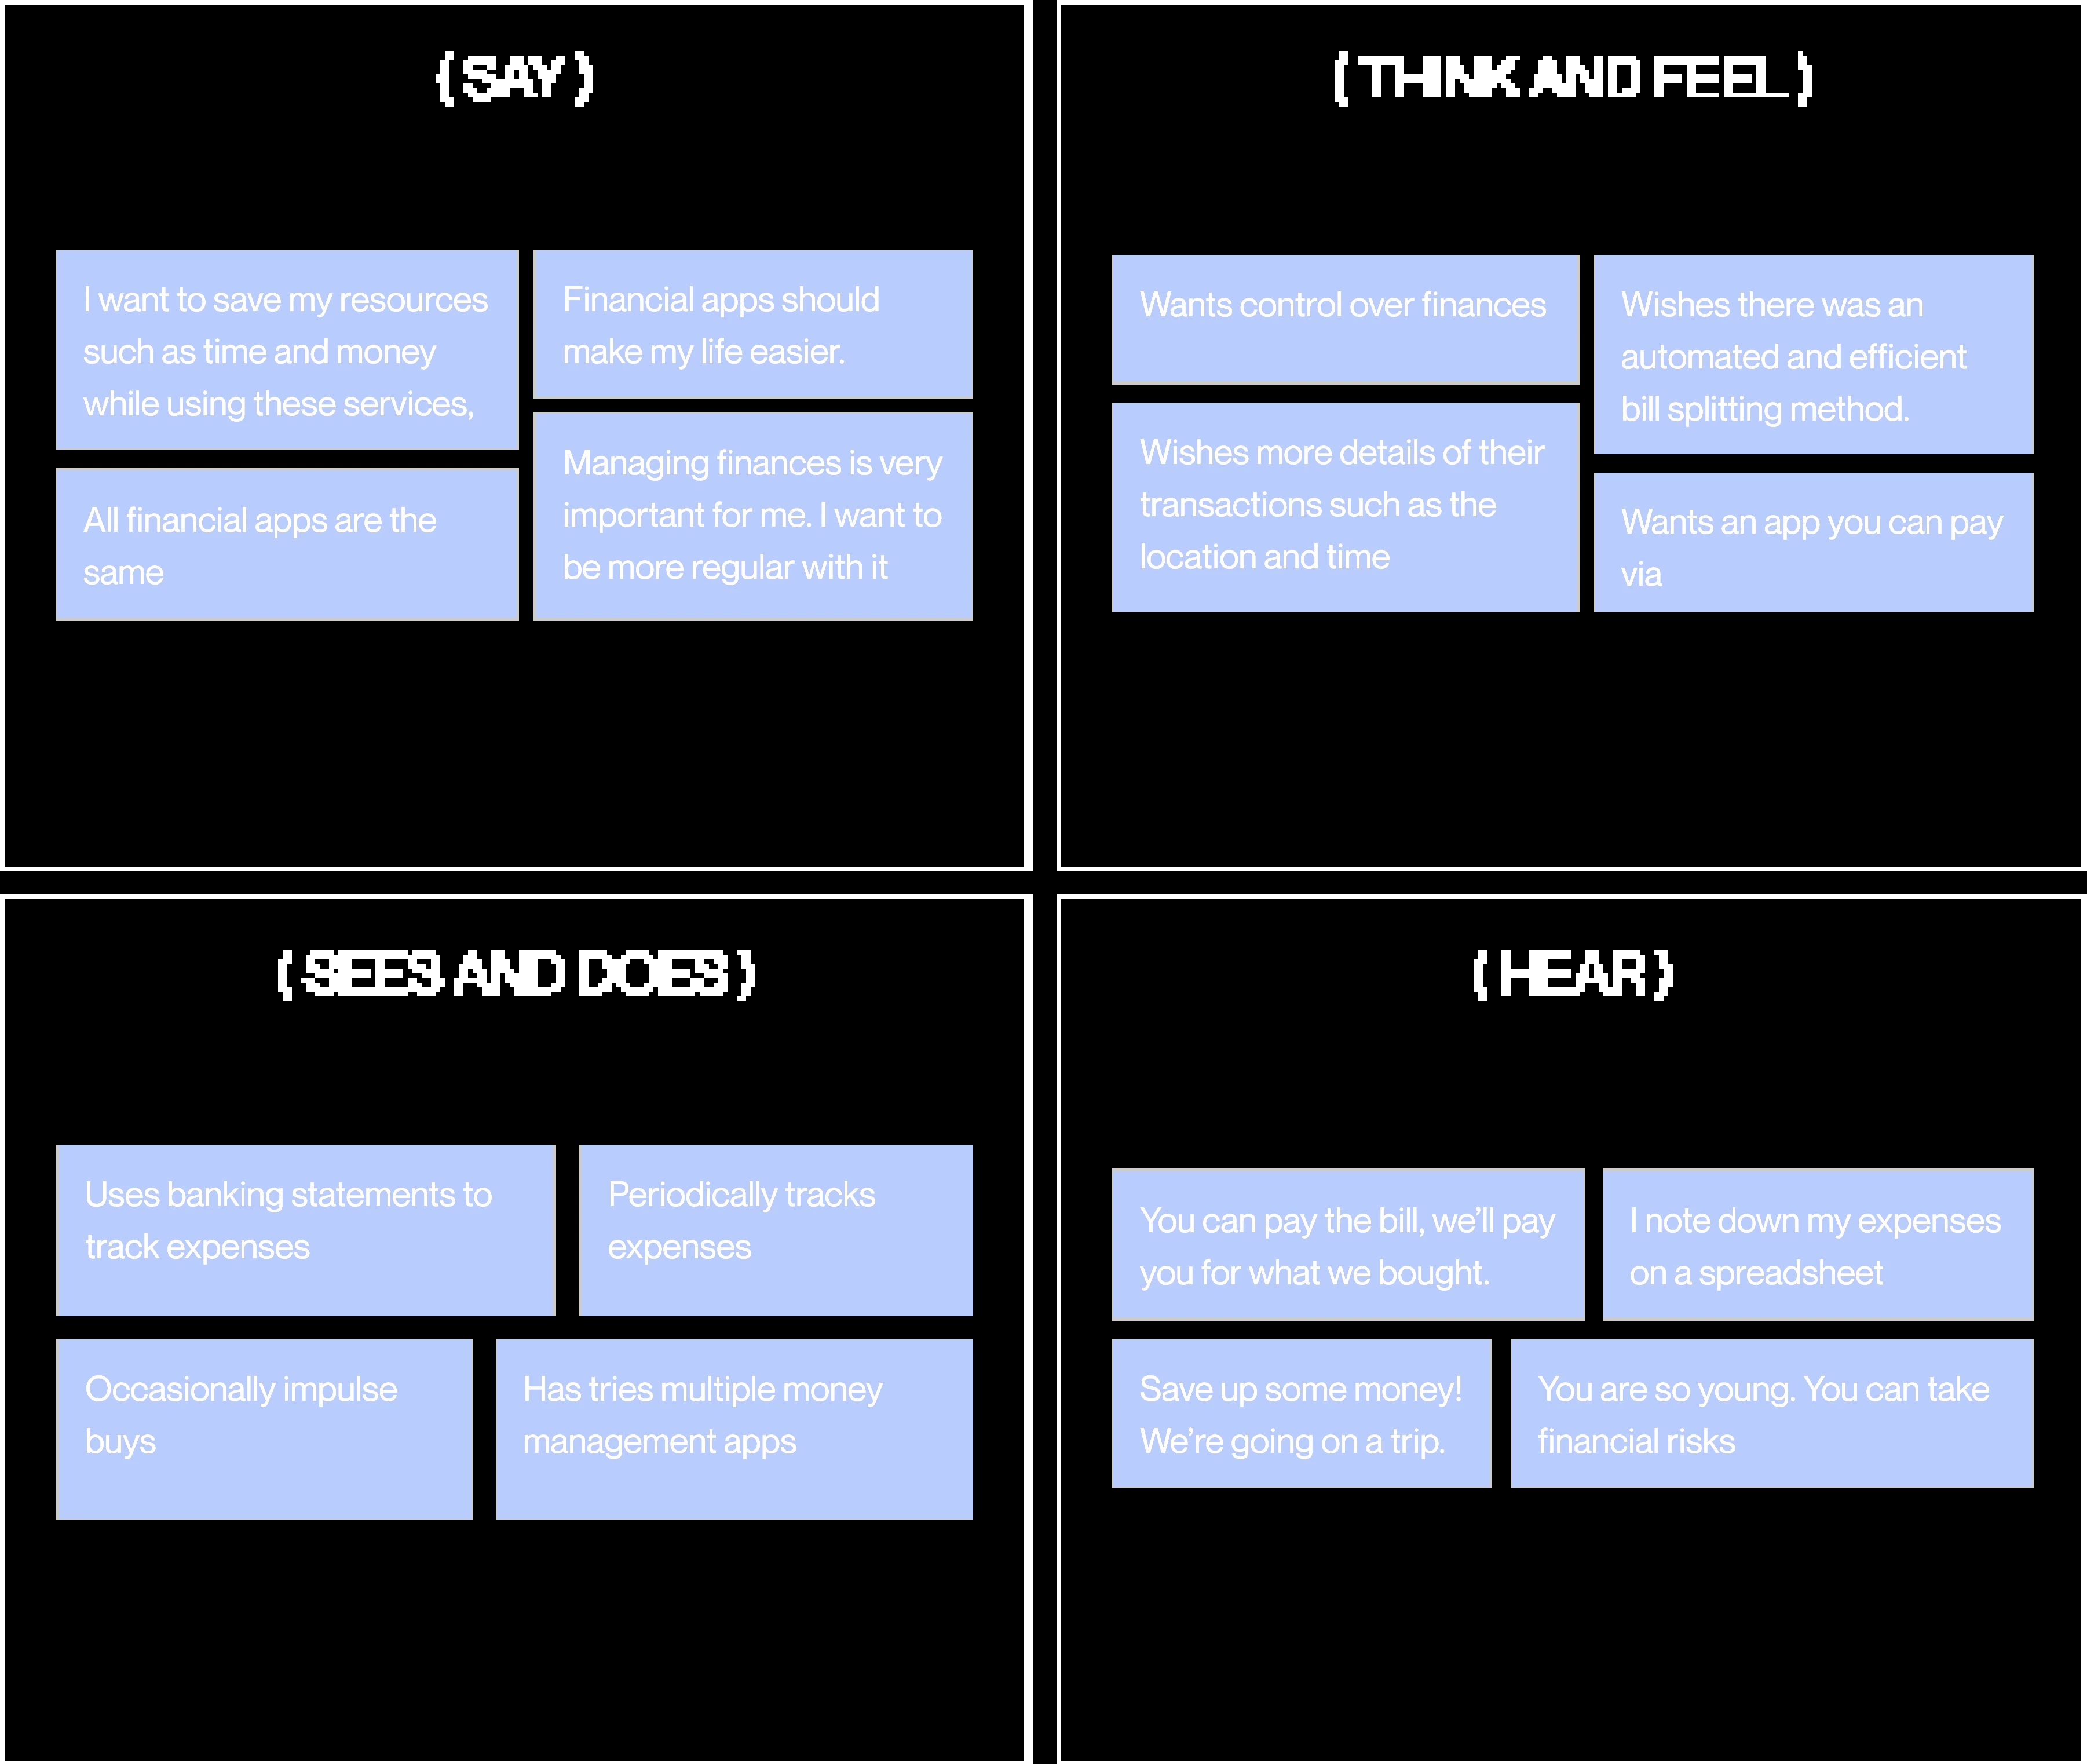 ( SAY )
I want to save my resources
such as time and money
while using these services,
Financial apps should
make my life easier.
All financial apps are the
same
Managing finances is very
important for me. I want to
be more regular with it
( THINK AND FEEL )
Wants control over finances
Wishes there was an
automated and efficient
bill splitting method.
Wishes more details of their
transactions such as the
location and time
Wants an app you can pay
via
( SEES AND DOES )
Uses banking statements to
track expenses
Periodically tracks
expenses
Occasionally impulse
buys
Has tries multiple money
management apps
( HEAR )
You can pay the bill, we’ll pay
you for what we bought.
I note down my expenses
on a spreadsheet
Save up some money!
We’re going on a trip.
You are so young. You can take
financial risks